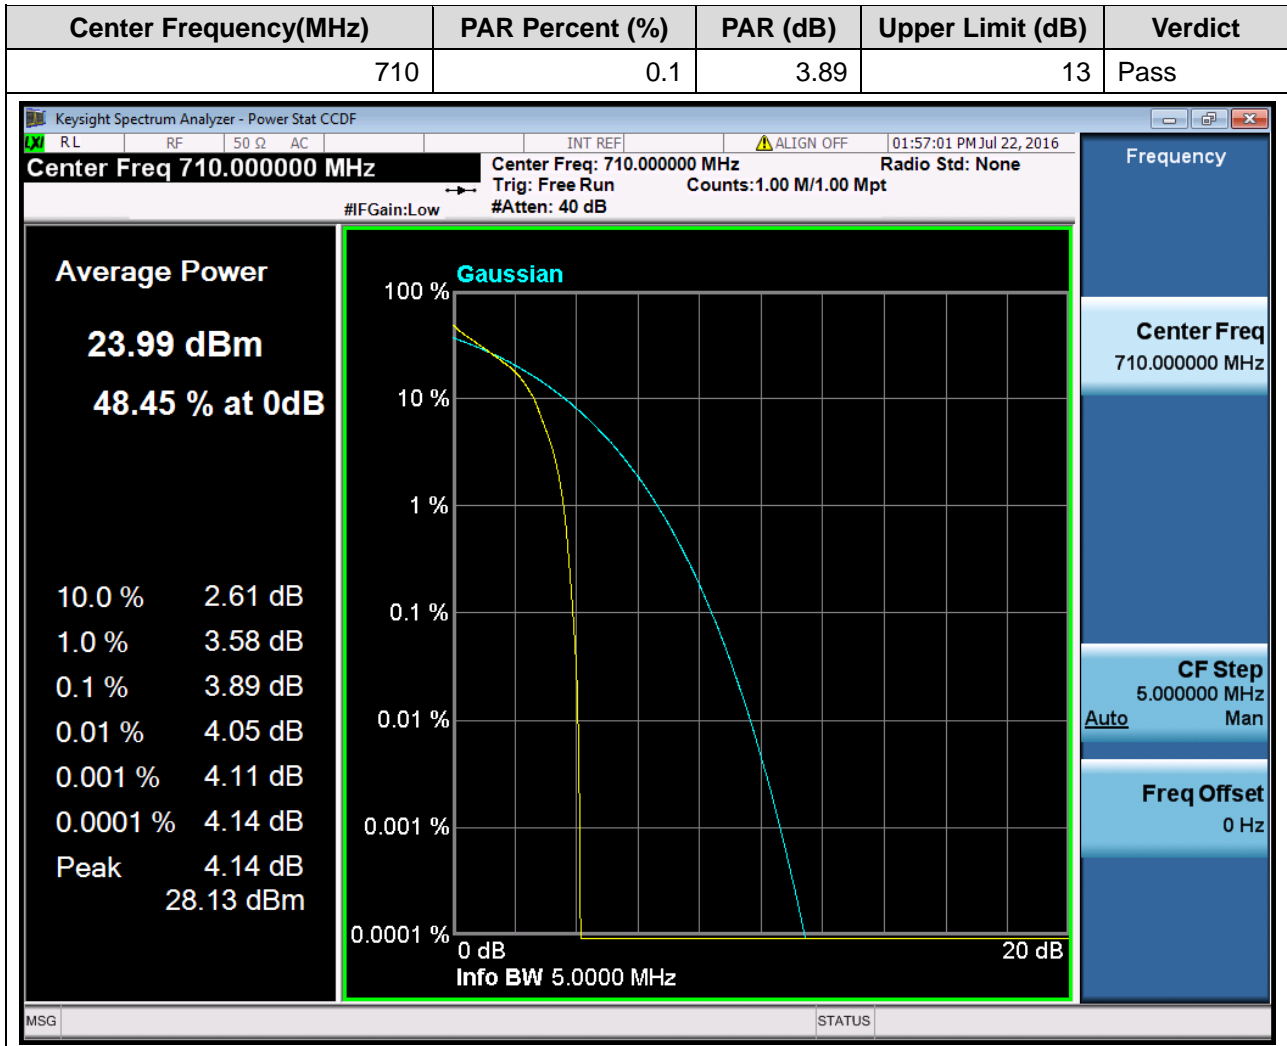 Center Frequency(MHz) PAR Percent (%) PAR (dB) Upper Limit (dB) Verdict
710 0.1 3.89 13 Pass
Keysight Spectrum Analyzer - Power Stat CCDF
LXI RL RF 50 Ω AC INT REF ALIGN OFF 01:57:01 PM Jul 22, 2016
Center Freq 710.000000 MHz
Center Freq: 710.000000 MHz Radio Std: None
Trig: Free Run Counts:1.00 M/1.00 Mpt
#IFGain:Low #Atten: 40 dB
Average Power
23.99 dBm
48.45 % at 0dB
10.0 % 2.61 dB
1.0 % 3.58 dB
0.1 % 3.89 dB
0.01 % 4.05 dB
0.001 % 4.11 dB
0.0001 % 4.14 dB
Peak 4.14 dB
28.13 dBm
Gaussian
100 %
10 %
1 %
0.1 %
0.01 %
0.001 %
0.0001 %
0 dB 20 dB
Info BW 5.0000 MHz
Frequency
Center Freq
710.000000 MHz
CF Step
5.000000 MHz
Auto Man
Freq Offset
0 Hz
MSG STATUS